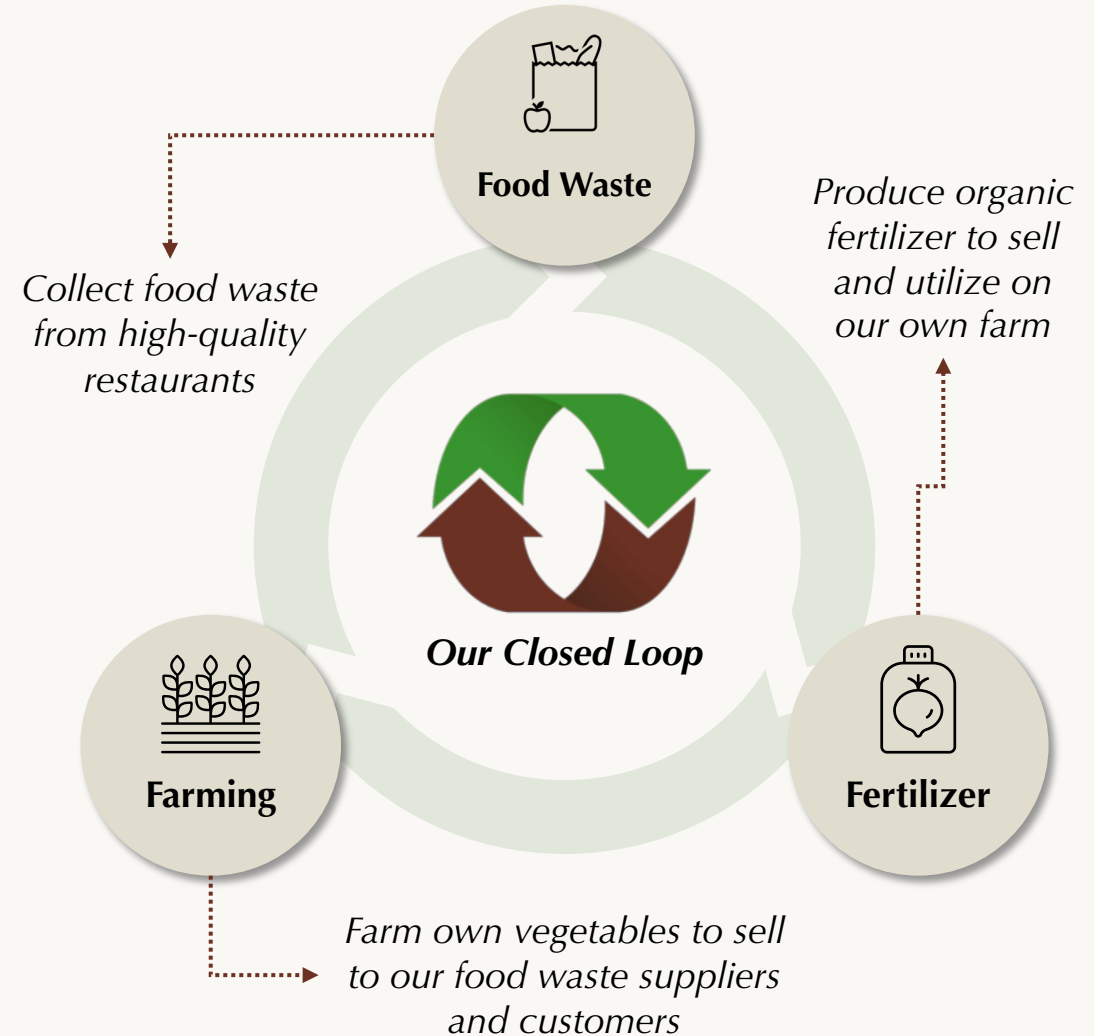 Food Waste
Collect food waste
from high-quality
restaurants
Produce organic
fertilizer to sell
and utilize on
our own farm
Our Closed Loop
Farming
Fertilizer
Farm own vegetables to sell
to our food waste suppliers
and customers